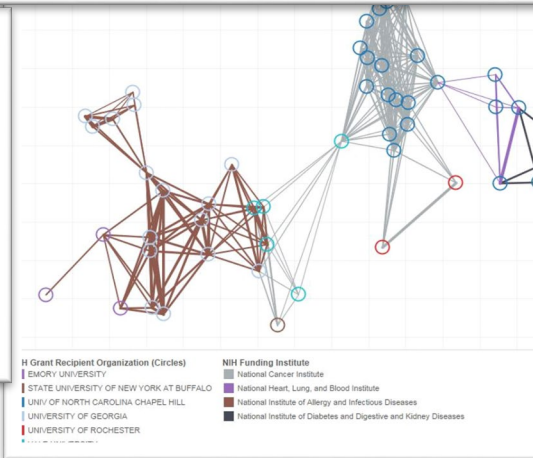 H Grant Recipient Organization (Circles)
EMORY UNIVERSITY
STATE UNIVERSITY OF NEW YORK AT BUFFALO
UNIV OF NORTH CAROLINA CHAPEL HILL
UNIVERSITY OF GEORGIA
UNIVERSITY OF ROCHESTER
NIH Funding Institute
National Cancer Institute
National Heart, Lung, and Blood Institute
National Institute of Allergy and Infectious Diseases
National Institute of Diabetes and Digestive and Kidney Diseases